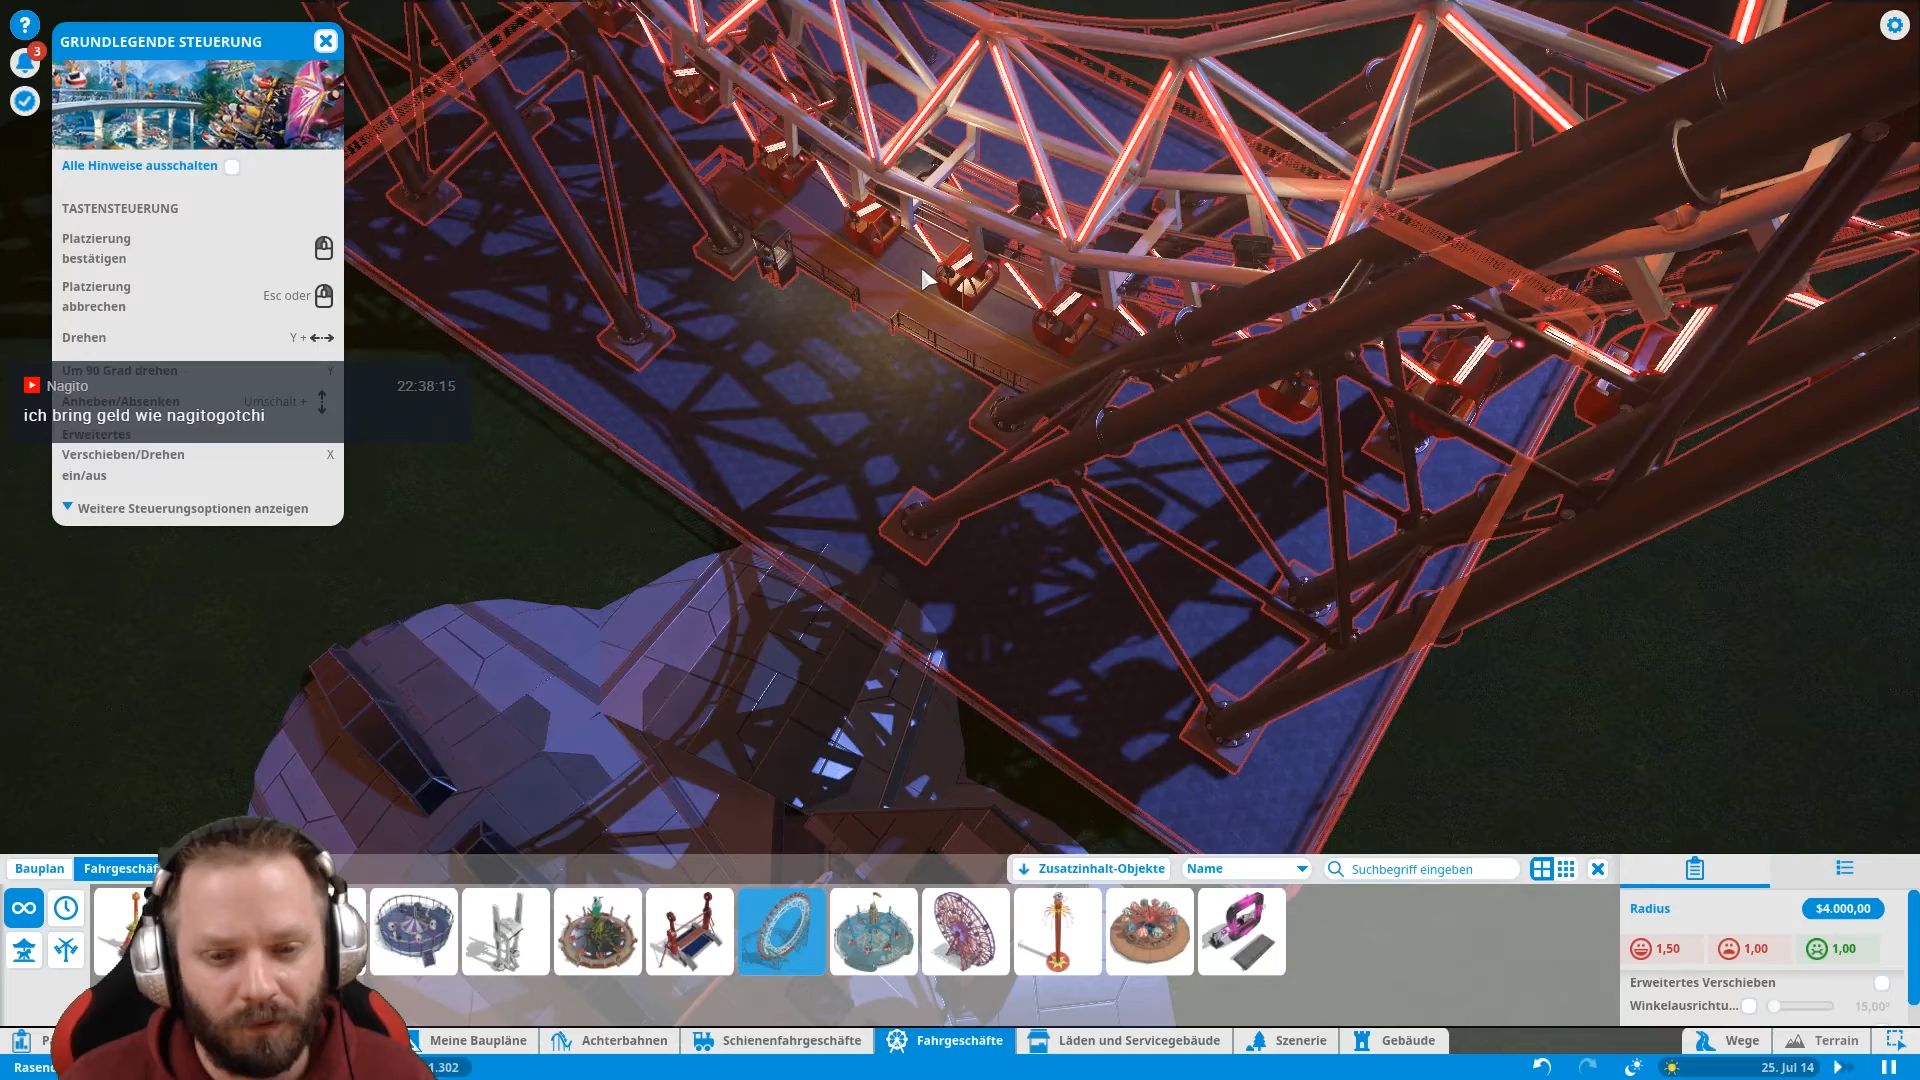 ?
3
GRUNDLEGENDE STEUERUNG
Alle Hinweise ausschalten
TASTENSTEUERUNG
Platzierung
bestätigen
Platzierung
abbrechen
Esc oder
Drehen
Y +
Um 90 Grad drehen
Y
Nagito
22:38:15
Anheben/Absenken
Umschalt +
ich bring geld wie nagitogotchi
Erweitertes
Verschieben/Drehen
ein/aus
X
Weitere Steuerungsoptionen anzeigen
Bauplan
Fahrgeschäf
Zusatzinhalt-Objekte
Name
Suchbegriff eingeben
Radius
$4.000,00
1,50
1,00
1,00
Erweitertes Verschieben
Winkelausrichtu...
15,00°
Meine Baupläne
Achterbahnen
Schienenfahrgeschäfte
Fahrgeschäfte
Läden und Servicegebäude
Szenerie
Gebäude
Wege
Terrain
Rasen
1.302
25. Jul 14